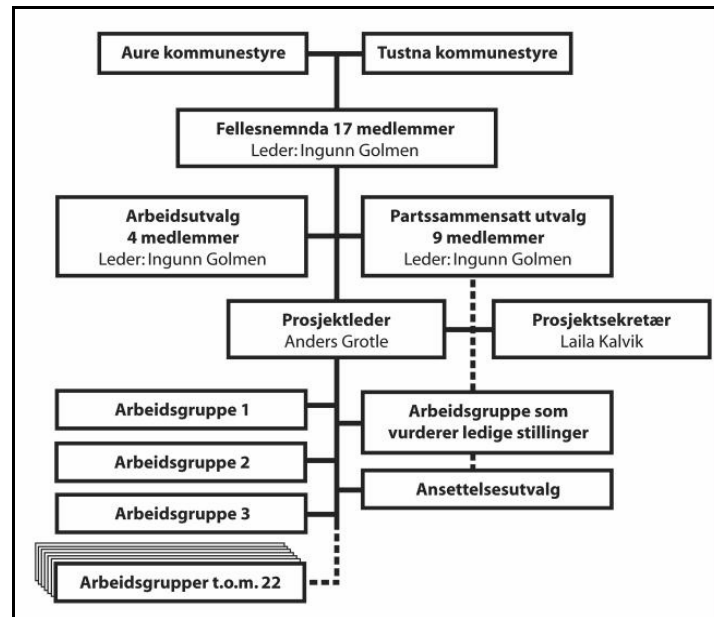 Aure kommunestyre
Tustna kommunestyre
Fellesnemnda 17 medlemmer
Leder: Ingunn Golmen
Arbeidsutvalg
4 medlemmer
Leder: Ingunn Golmen
Partssammensatt utvalg
9 medlemmer
Leder: Ingunn Golmen
Prosjektleder
Anders Grotle
Prosjektsekretær
Laila Kalvik
Arbeidsgruppe 1
Arbeidsgruppe som
vurderer ledige stillinger
Arbeidsgruppe 2
Ansettelsesutvalg
Arbeidsgruppe 3
Arbeidsgrupper t.o.m. 22